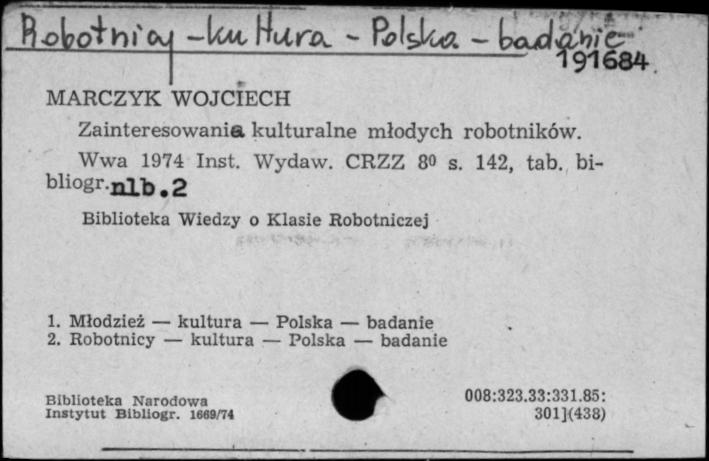 Robotnicy - kultura - Polska - badanie
191684.
MARCZYK WOJCIECH
Zainteresowania kulturalne młodych robotników.
Wwa 1974 Inst. Wydaw. CRZZ 8⁰ s. 142, tab. bi-
bliogr. nlb.2
Biblioteka Wiedzy o Klasie Robotniczej
1. Młodzież — kultura — Polska — badanie
2. Robotnicy — kultura — Polska — badanie
Biblioteka Narodowa
Instytut Bibliogr. 1669/74
008:323.33:331.85:
301](438)